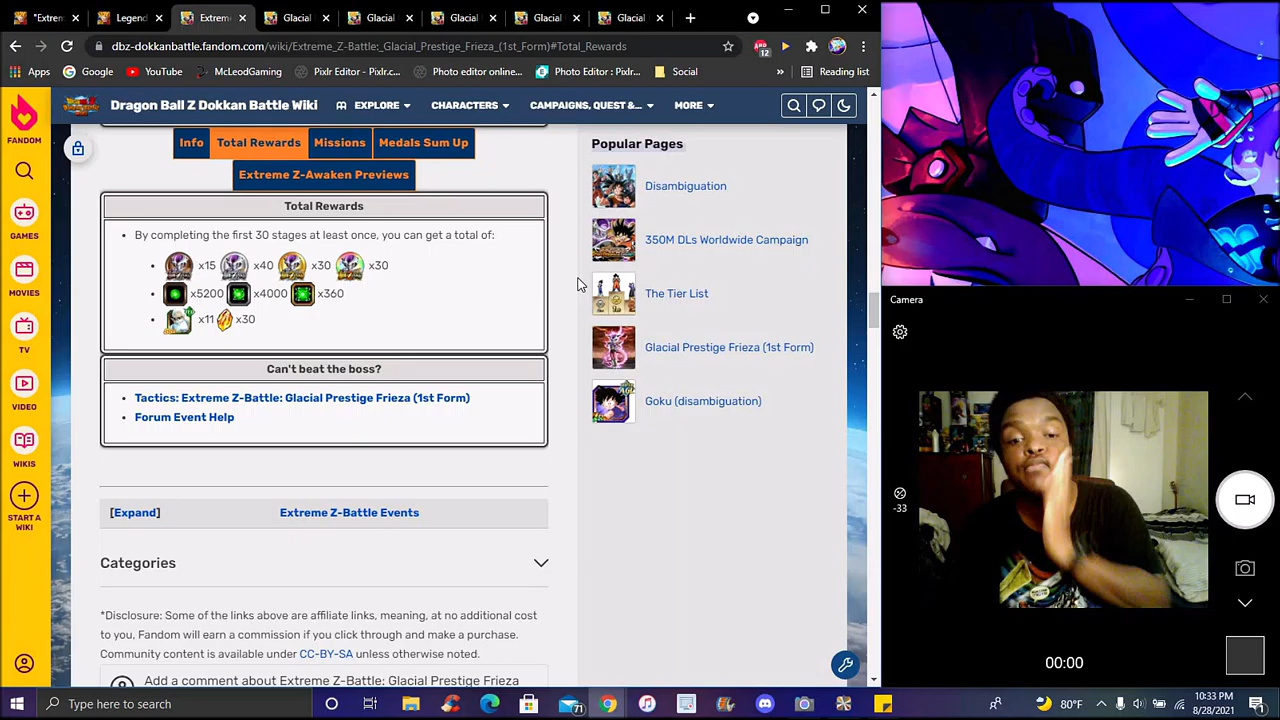 "Extrem
Legend
Extrem
Glacial
Glacial
Glacial
Glacial
Glacial
dbz-dokkanbattle.fandom.com/wiki/Extreme_Z-Battle:_Glacial_Prestige_Frieza_(1st_Form)#Total_Rewards
12
Apps
Google
YouTube
McLeodGaming
Pixlr Editor - Pixlr.c...
Photo editor online...
Photo Editor : Pixlr...
Social
»
Reading list
FANDOM
Dragon Ball Z Dokkan Battle Wiki
EXPLORE
CHARACTERS
CAMPAIGNS, QUEST &...
MORE
GAMES
MOVIES
TV
VIDEO
WIKIS
START A
WIKI
Info
Total Rewards
Missions
Medals Sum Up
Extreme Z-Awaken Previews
Total Rewards
• By completing the first 30 stages at least once, you can get a total of:
x15 x40 x30 x30
x5200 x4000 x360
x11 x30
Can't beat the boss?
• Tactics: Extreme Z-Battle: Glacial Prestige Frieza (1st Form)
• Forum Event Help
[Expand]
Extreme Z-Battle Events
Categories
*Disclosure: Some of the links above are affiliate links, meaning, at no additional cost
to you, Fandom will earn a commission if you click through and make a purchase.
Community content is available under CC-BY-SA unless otherwise noted.
Add a comment about Extreme Z-Battle: Glacial Prestige Frieza
Popular Pages
Disambiguation
350M DLs Worldwide Campaign
The Tier List
Glacial Prestige Frieza (1st Form)
Goku (disambiguation)
Camera
-33
00:00
Type here to search
71
80°F
10:33 PM
8/28/2021